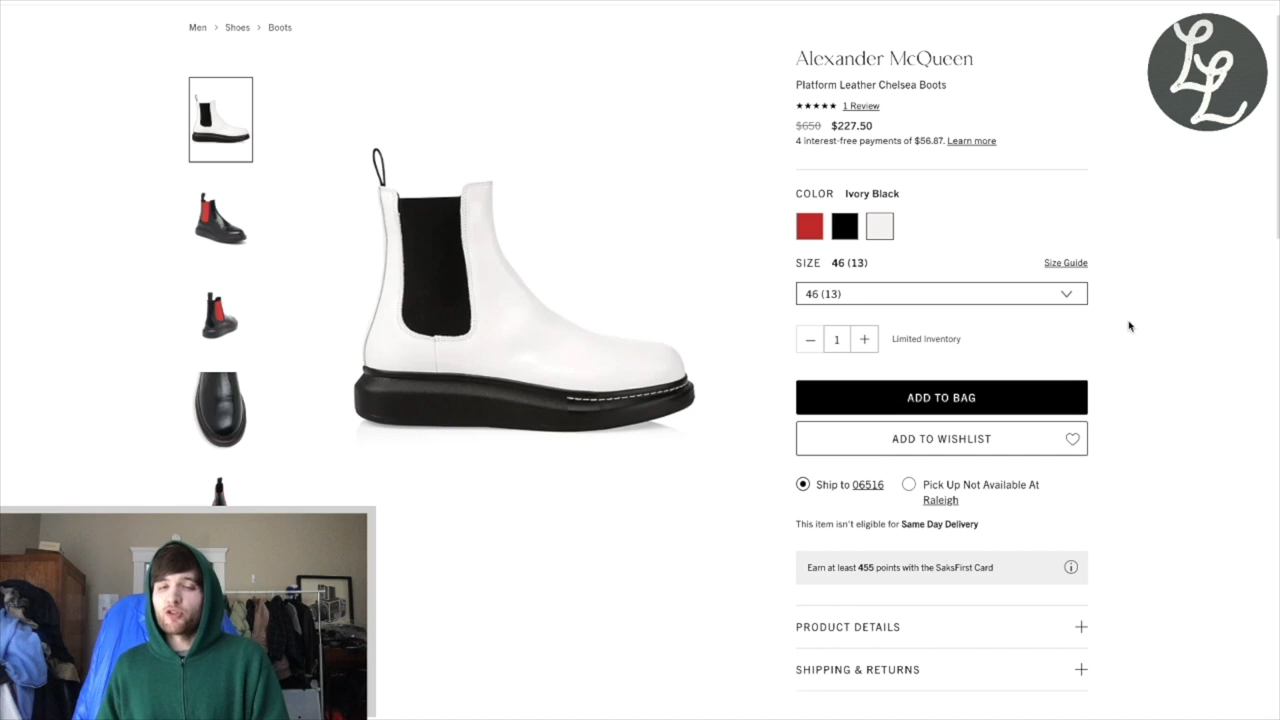 Men > Shoes > Boots
LL
Alexander McQueen
Platform Leather Chelsea Boots
★★★★★ 1 Review
$650 $227.50
4 interest-free payments of $56.87. Learn more
COLOR Ivory Black
SIZE 46 (13)
Size Guide
46 (13)
— 1 +
Limited Inventory
ADD TO BAG
ADD TO WISHLIST
Ship to 06516
Pick Up Not Available At
Raleigh
This item isn't eligible for Same Day Delivery
Earn at least 455 points with the SaksFirst Card
PRODUCT DETAILS +
SHIPPING & RETURNS +